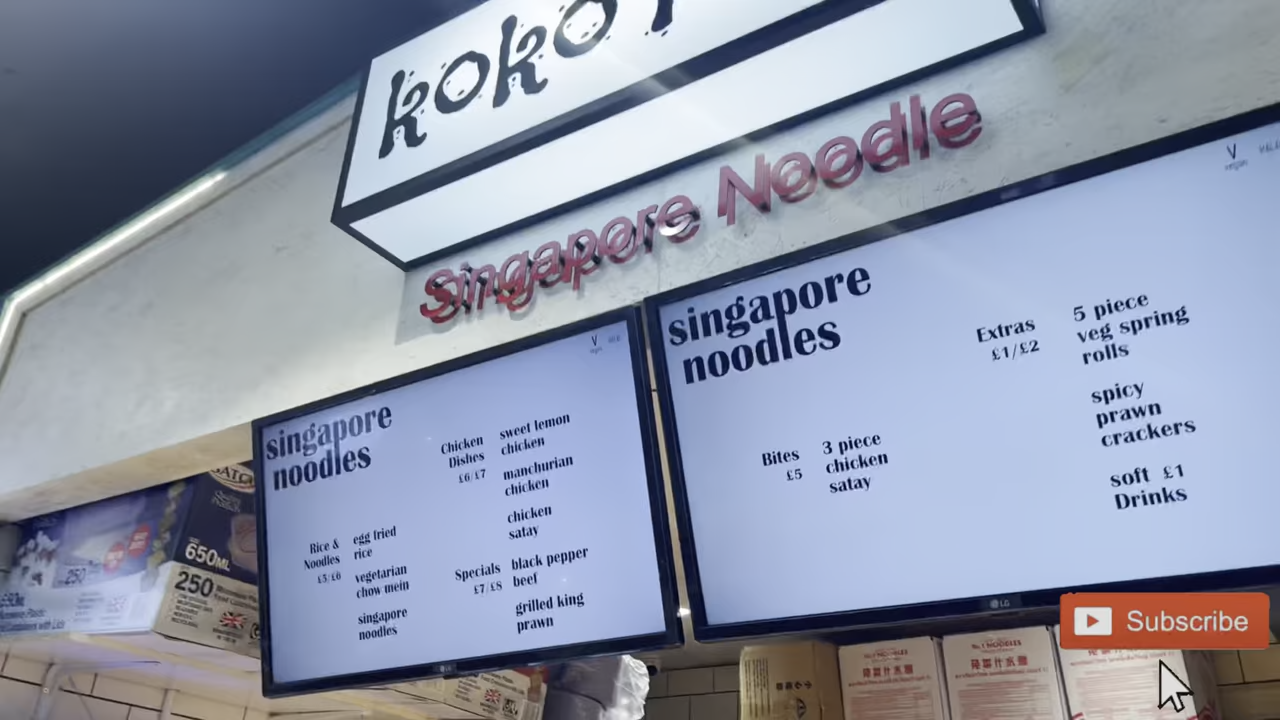 koko
Singapore Noodle
singapore
noodles
V
vegan
Rice &
Noodles
£5/£6
egg fried
rice
vegetarian
chow mein
singapore
noodles
Chicken
Dishes
£6/£7
sweet lemon
chicken
manchurian
chicken
chicken
satay
Specials
£7/£8
black pepper
beef
grilled king
prawn
LG
singapore
noodles
V
vegan
Bites
£5
3 piece
chicken
satay
Extras
£1/£2
5 piece
veg spring
rolls
spicy
prawn
crackers
soft £1
Drinks
LG
650ML
250
Subscribe